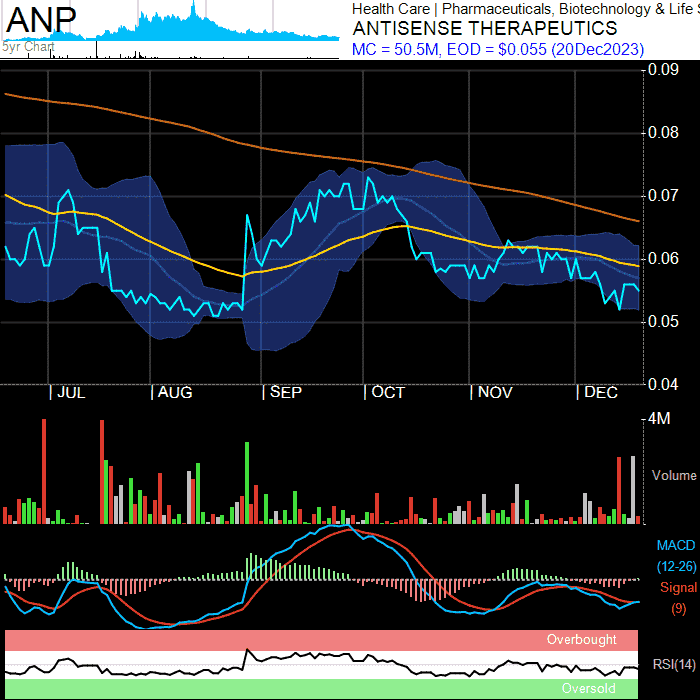 ANP
5yr Chart
Health Care | Pharmaceuticals, Biotechnology & Life S
ANTISENSE THERAPEUTICS
MC = 50.5M, EOD = $0.055 (20Dec2023)
0.09
0.08
0.07
0.06
0.05
0.04
| JUL | AUG | SEP | OCT | NOV | DEC
4M
Volume
MACD
(12-26)
Signal
(9)
Overbought
RSI(14)
Oversold